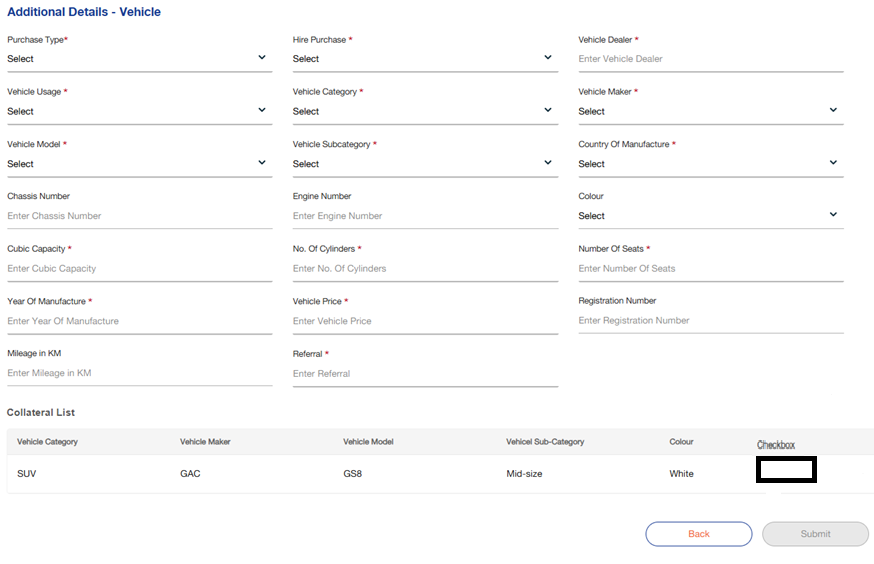 Additional Details - Vehicle
Purchase Type* Hire Purchase * Vehicle Dealer *
Select Select Enter Vehicle Dealer
Vehicle Usage * Vehicle Category * Vehicle Maker *
Select Select Select
Vehicle Model * Vehicle Subcategory * Country Of Manufacture *
Select Select Select
Chassis Number Engine Number Colour
Enter Chassis Number Enter Engine Number Select
Cubic Capacity * No. Of Cylinders * Number Of Seats *
Enter Cubic Capacity Enter No. Of Cylinders Enter Number Of Seats
Year Of Manufacture * Vehicle Price * Registration Number
Enter Year Of Manufacture Enter Vehicle Price Enter Registration Number
Mileage in KM Referral *
Enter Mileage in KM Enter Referral
Collateral List
Vehicle Category Vehicle Maker Vehicle Model Vehicel Sub-Category Colour Checkbox
SUV GAC GS8 Mid-size White
Back Submit